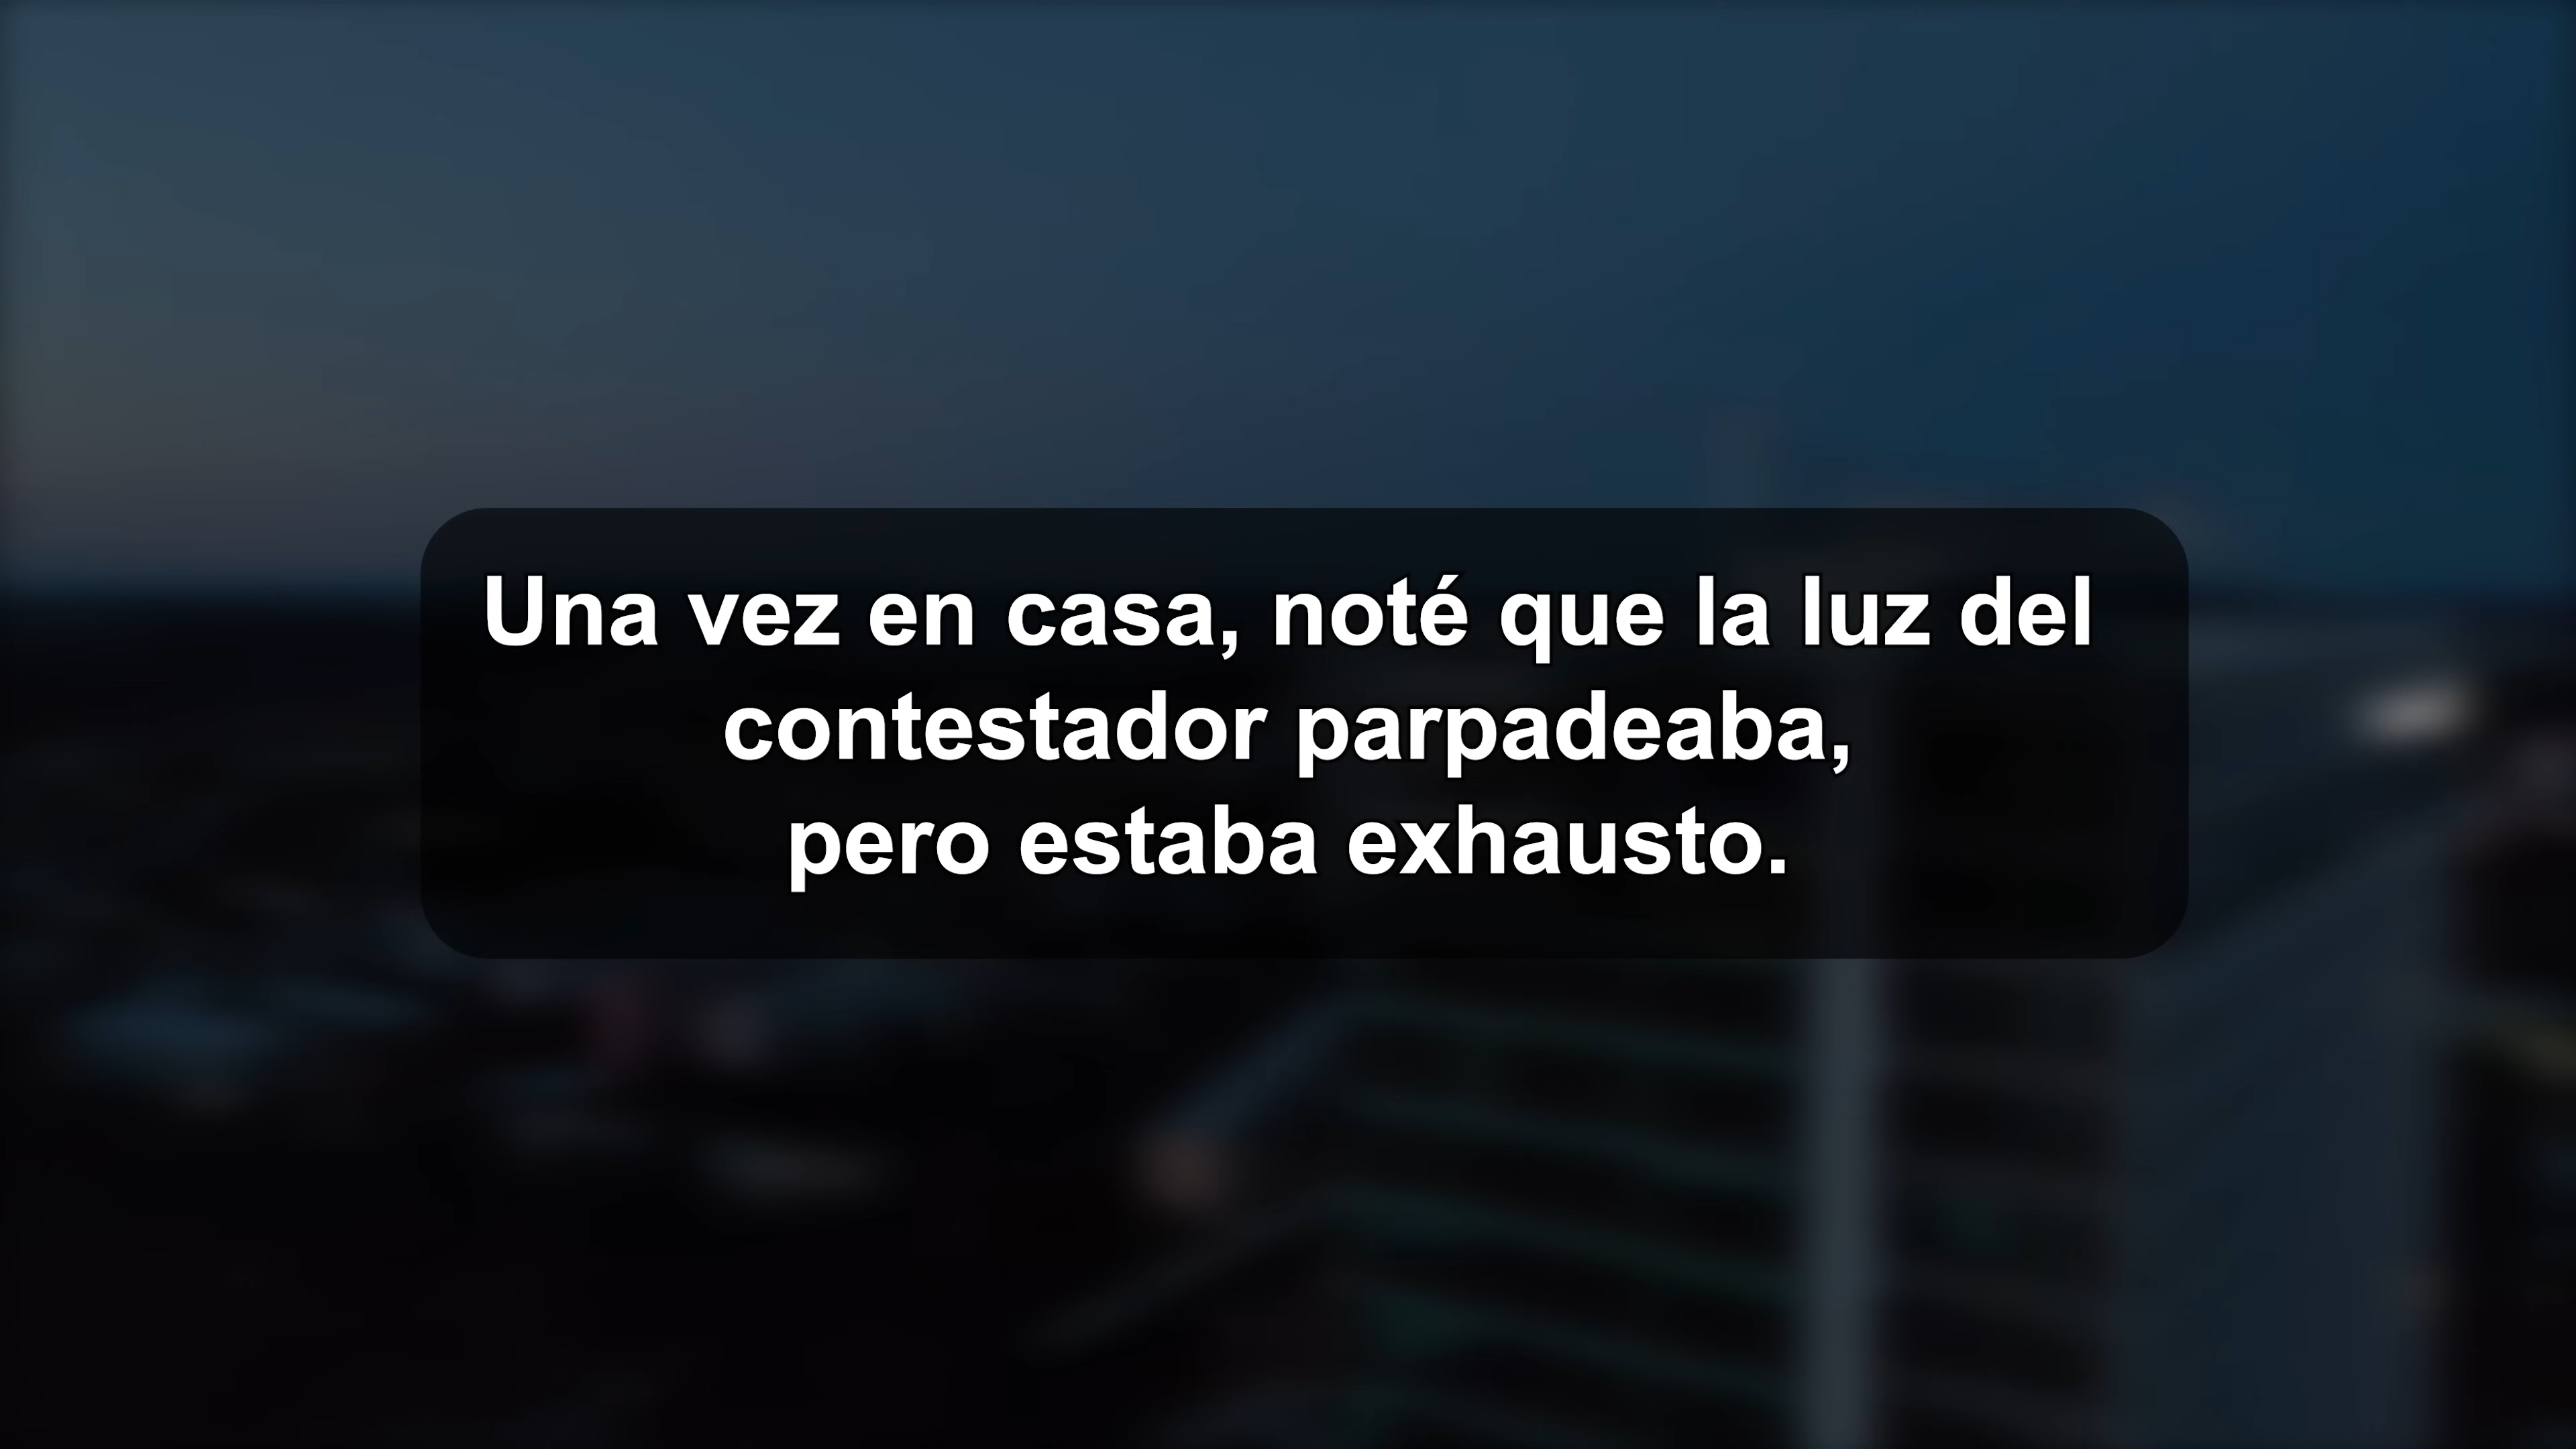 Una vez en casa, noté que la luz del
contestador parpadeaba,
pero estaba exhausto.